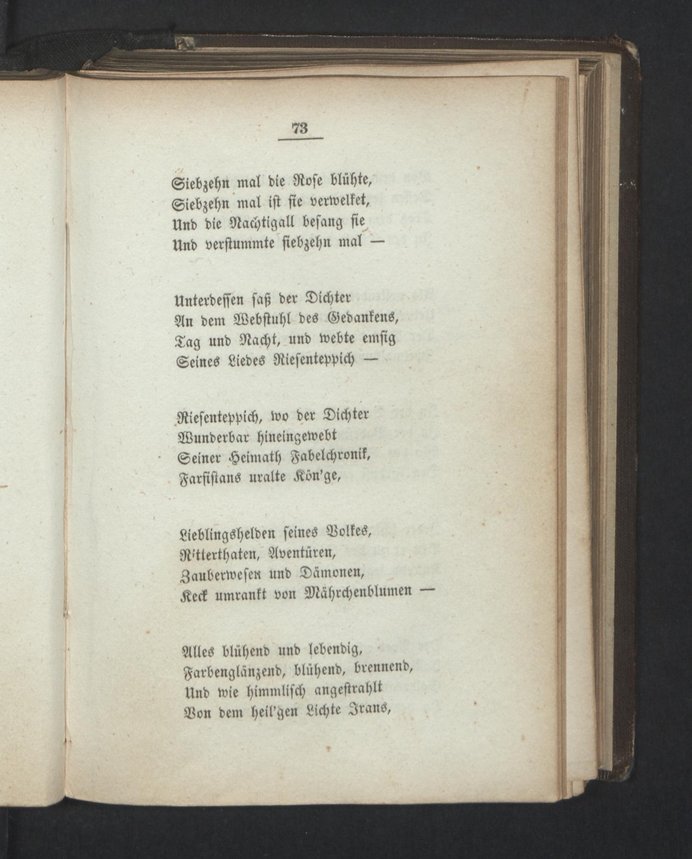 73
Siebzehn mal die Rose blühte,
Siebzehn mal ist sie verwelket,
Und die Nachtigall besang sie
Und verstummte siebzehn mal —
Unterdessen saß der Dichter
An dem Webstuhl des Gedankens,
Tag und Nacht, und webte emsig
Seines Liedes Riesenteppich —
Riesenteppich, wo der Dichter
Wunderbar hineingewebt
Seiner Heimath Fabelchronik,
Farsistans uralte Kön'ge,
Lieblingshelden seines Volkes,
Ritterthaten, Aventüren,
Zauberwesen und Dämonen,
Keck umrankt von Mährchenblumen —
Alles blühend und lebendig,
Farbenglänzend, blühend, brennend,
Und wie himmlisch angestrahlt
Von dem heil'gen Lichte Irans,